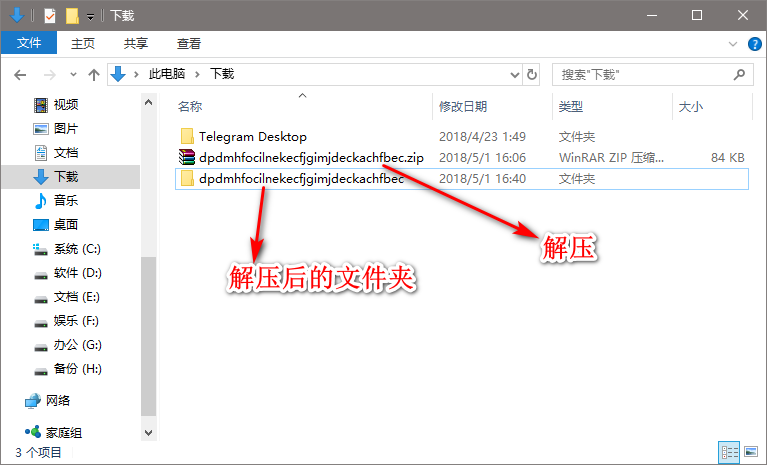 下载
文件 主页 共享 查看
此电脑 下载 搜索"下载"
名称 修改日期 类型 大小
Telegram Desktop 2018/4/23 1:49 文件夹
dpdmhfocilnekecfjgimjdeckachfbec.zip 2018/5/1 16:06 WinRAR ZIP 压缩... 84 KB
dpdmhfocilnekecfjgimjdeckachfbec 2018/5/1 16:40 文件夹
视频
图片
文档
下载
音乐
桌面
系统 (C:)
软件 (D:)
文档 (E:)
娱乐 (F:)
办公 (G:)
备份 (H:)
网络
家庭组
解压
解压后的文件夹
3 个项目